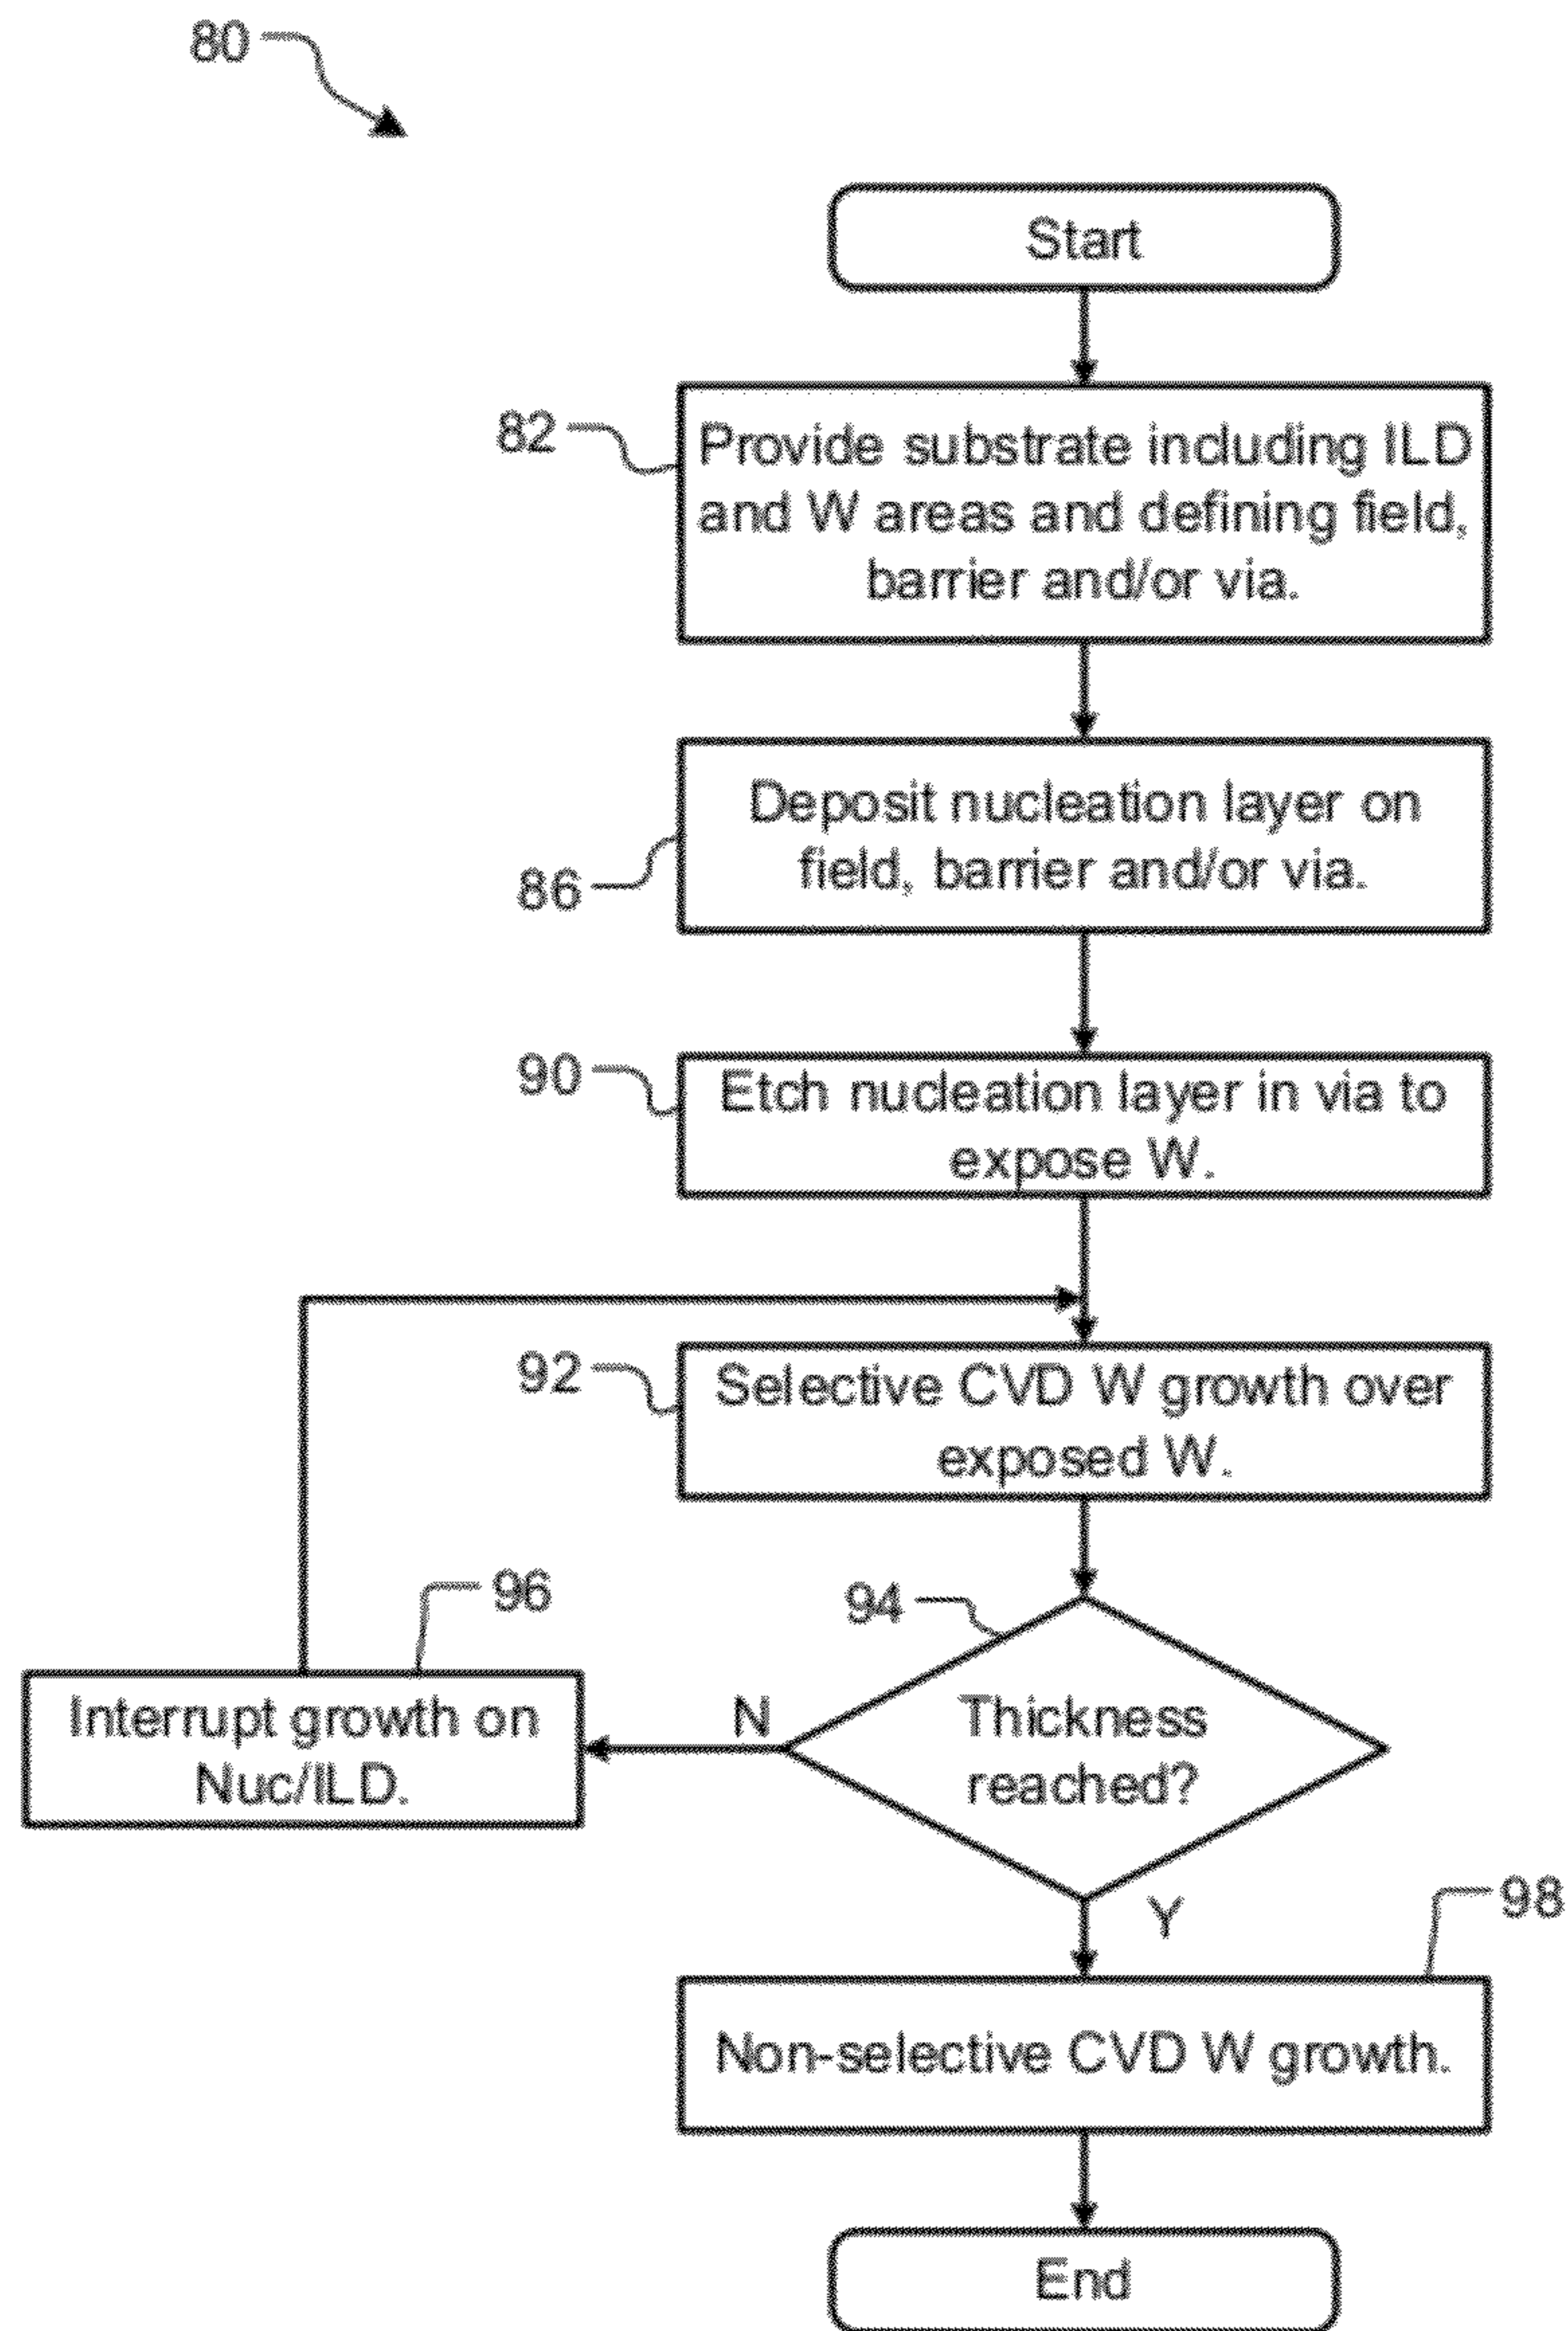 80
Start
82
Provide substrate including ILD
and W areas and defining field,
barrier and/or via.
86
Deposit nucleation layer on
field, barrier and/or via.
90
Etch nucleation layer in via to
expose W.
92
Selective CVD W growth over
exposed W.
94
Thickness
reached?
N
96
Interrupt growth on
Nuc/ILD.
Y
98
Non-selective CVD W growth.
End